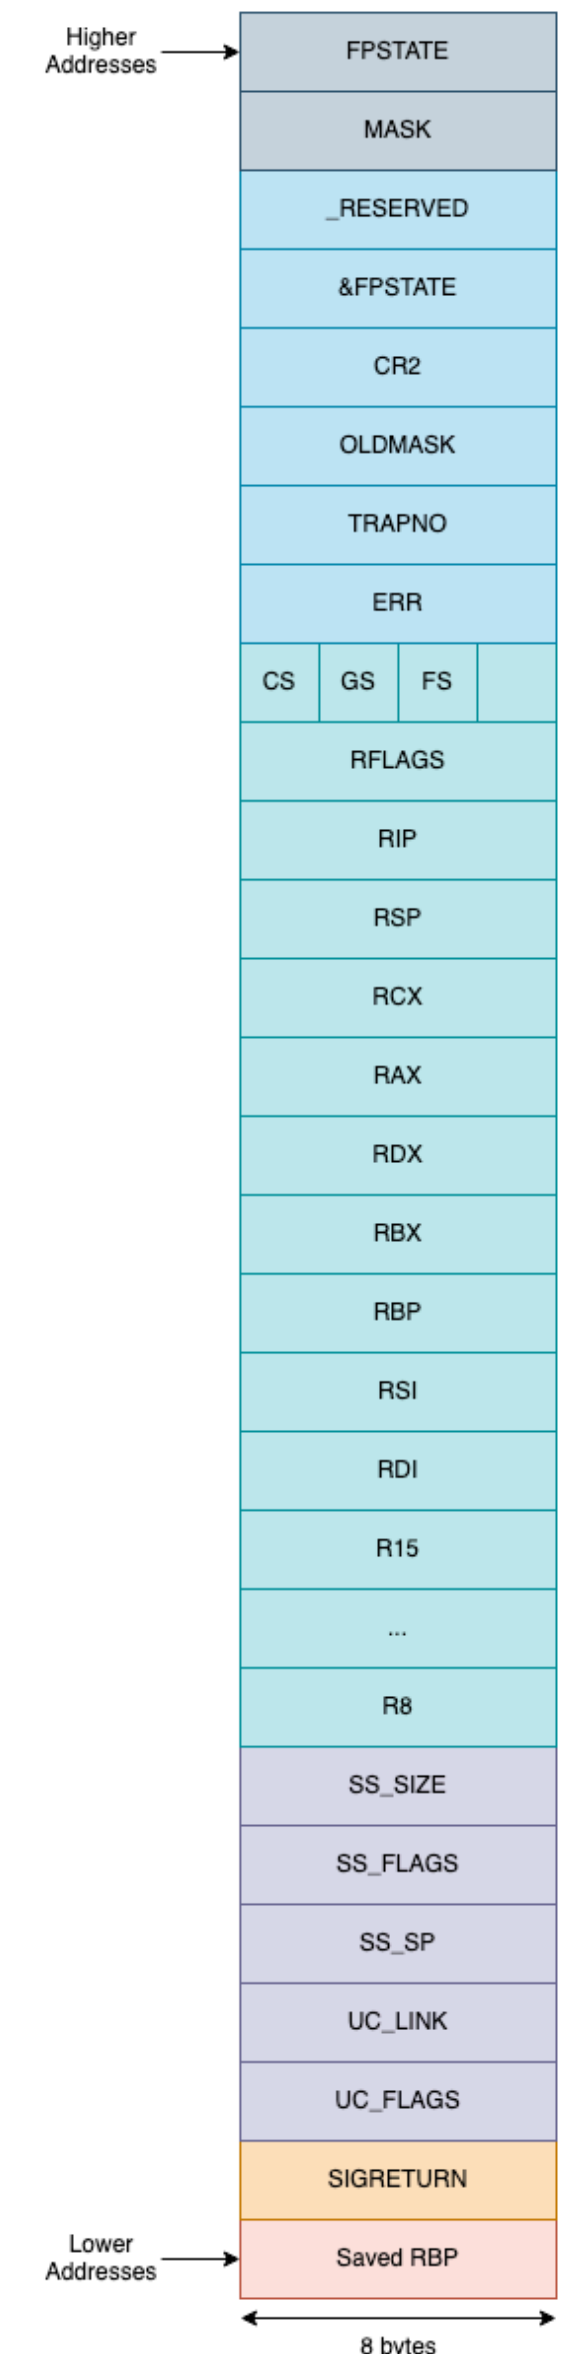 Higher
Addresses
FPSTATE
MASK
_RESERVED
&FPSTATE
CR2
OLDMASK
TRAPNO
ERR
CS GS FS
RFLAGS
RIP
RSP
RCX
RAX
RDX
RBX
RBP
RSI
RDI
R15
...
R8
SS_SIZE
SS_FLAGS
SS_SP
UC_LINK
UC_FLAGS
SIGRETURN
Lower
Addresses
Saved RBP
8 bytes